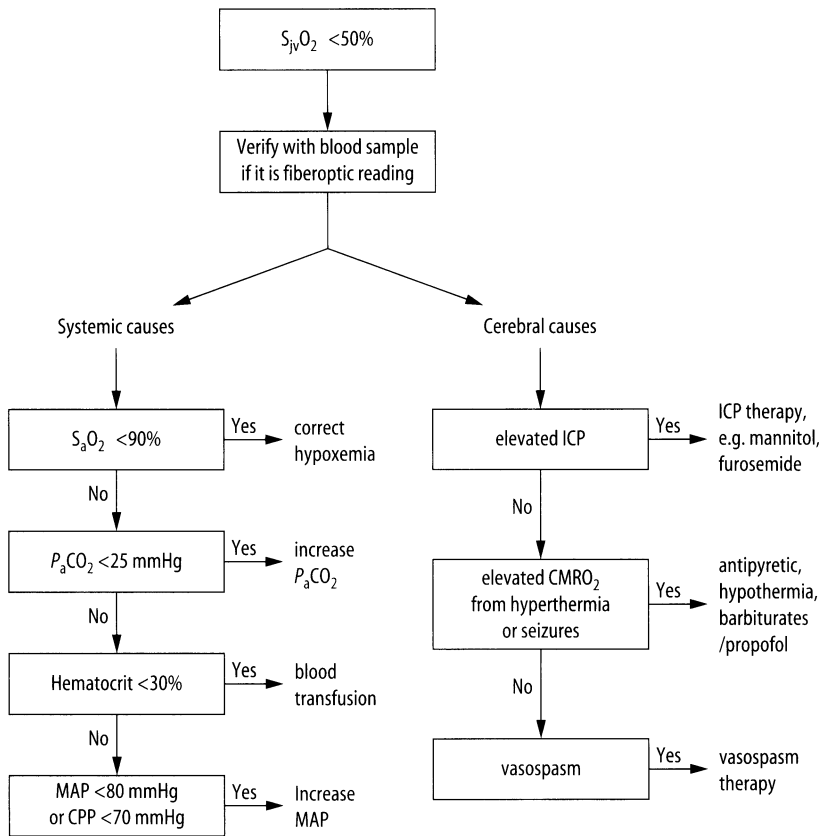 SjvO2 <50%
Verify with blood sample
if it is fiberoptic reading
Systemic causes
SaO2 <90%
Yes
correct
hypoxemia
No
PaCO2 <25 mmHg
Yes
increase
PaCO2
No
Hematocrit <30%
Yes
blood
transfusion
No
MAP <80 mmHg
or CPP <70 mmHg
Yes
Increase
MAP
Cerebral causes
elevated ICP
Yes
ICP therapy,
e.g. mannitol,
furosemide
No
elevated CMRO2
from hyperthermia
or seizures
Yes
antipyretic,
hypothermia,
barbiturates
/propofol
No
vasospasm
Yes
vasospasm
therapy